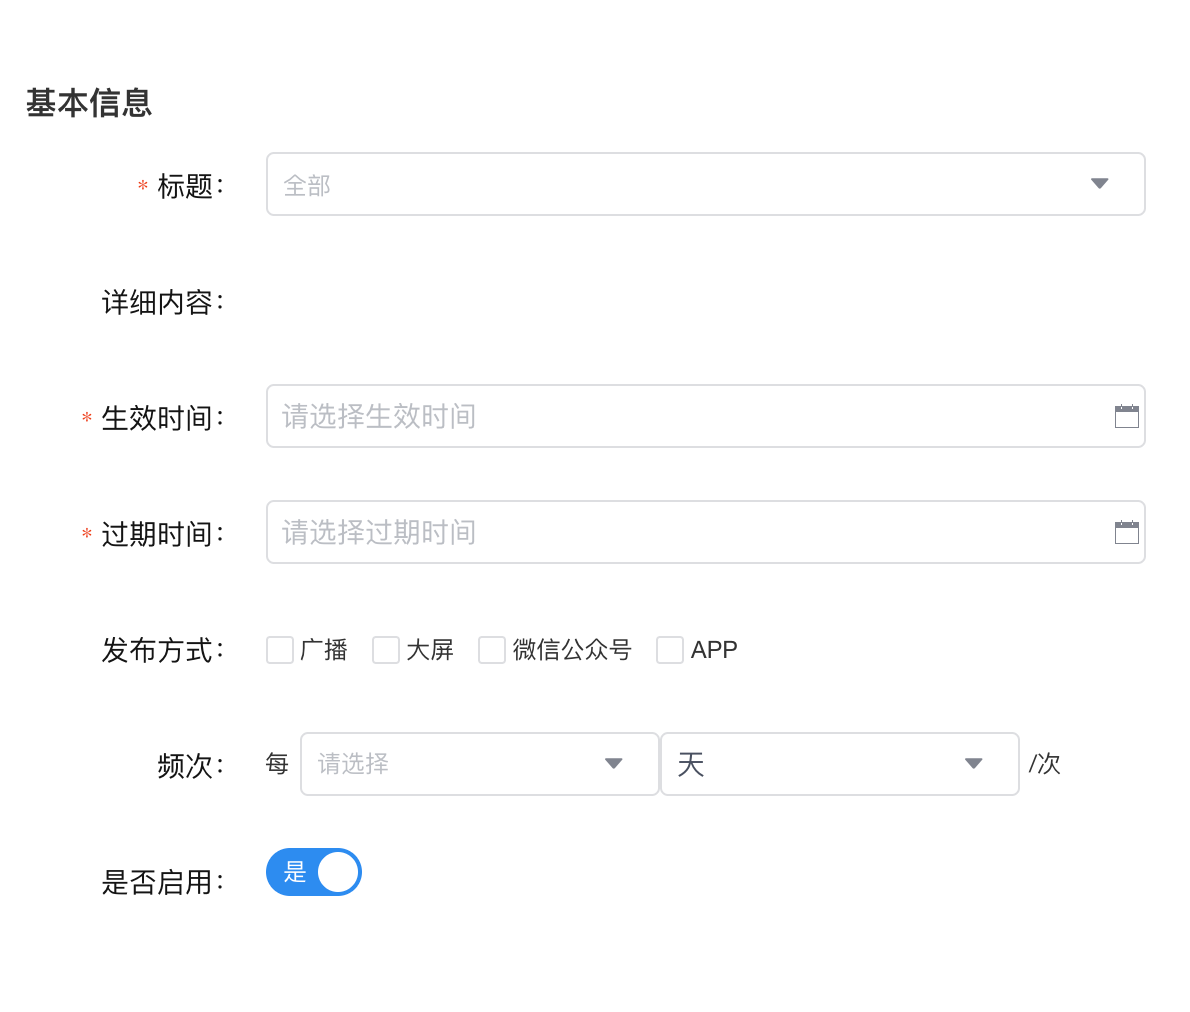 基本信息
* 标题： 全部
详细内容：
* 生效时间： 请选择生效时间
* 过期时间： 请选择过期时间
发布方式： 广播 大屏 微信公众号 APP
频次： 每 请选择 天 /次
是否启用： 是